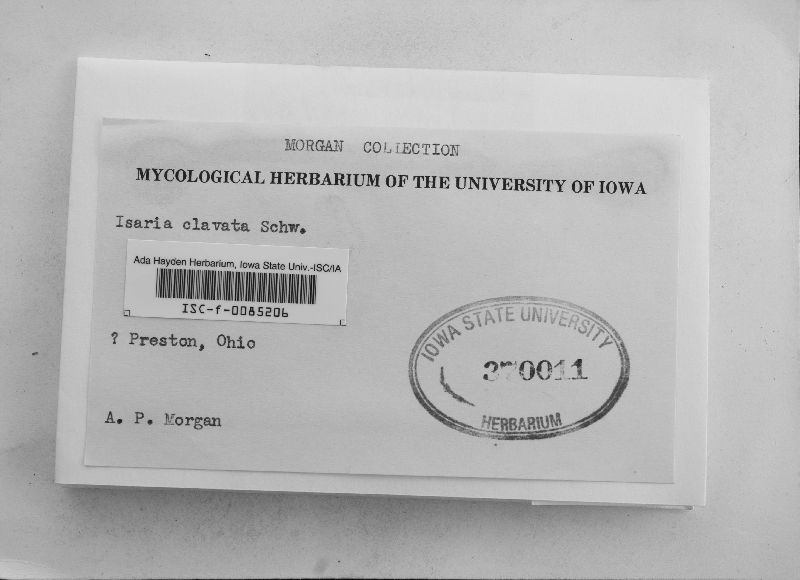 MORGAN COLLECTION
MYCOLOGICAL HERBARIUM OF THE UNIVERSITY OF IOWA
Isaria clavata Schw.
Ada Hayden Herbarium, Iowa State Univ.-ISC/IA
ISC-f-0085206
? Preston, Ohio
IOWA STATE UNIVERSITY
370011
HERBARIUM
A. P. Morgan